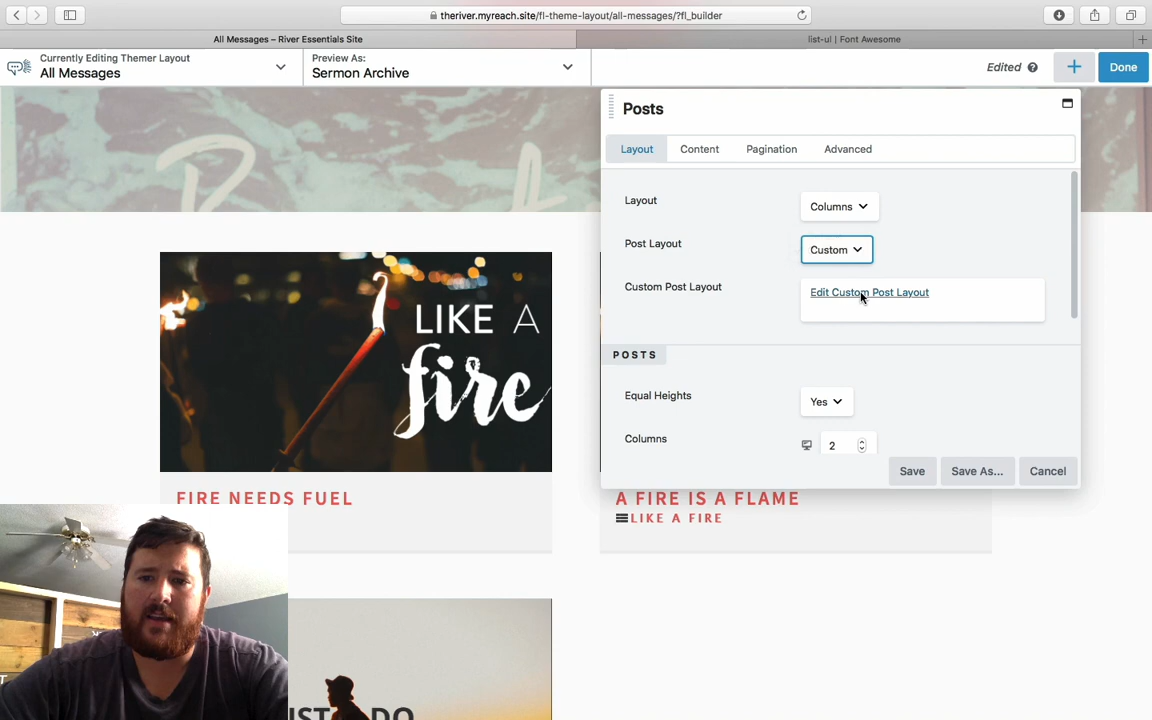 theriver.myreach.site/fl-theme-layout/all-messages/?fl_builder
All Messages – River Essentials Site
list-ul | Font Awesome
Currently Editing Themer Layout
All Messages
Preview As:
Sermon Archive
Edited
Done
Posts
Layout
Content
Pagination
Advanced
Layout
Columns
Post Layout
Custom
Custom Post Layout
Edit Custom Post Layout
POSTS
Equal Heights
Yes
Columns
2
Save
Save As...
Cancel
LIKE A
fire
FIRE NEEDS FUEL
A FIRE IS A FLAME
LIKE A FIRE
DO